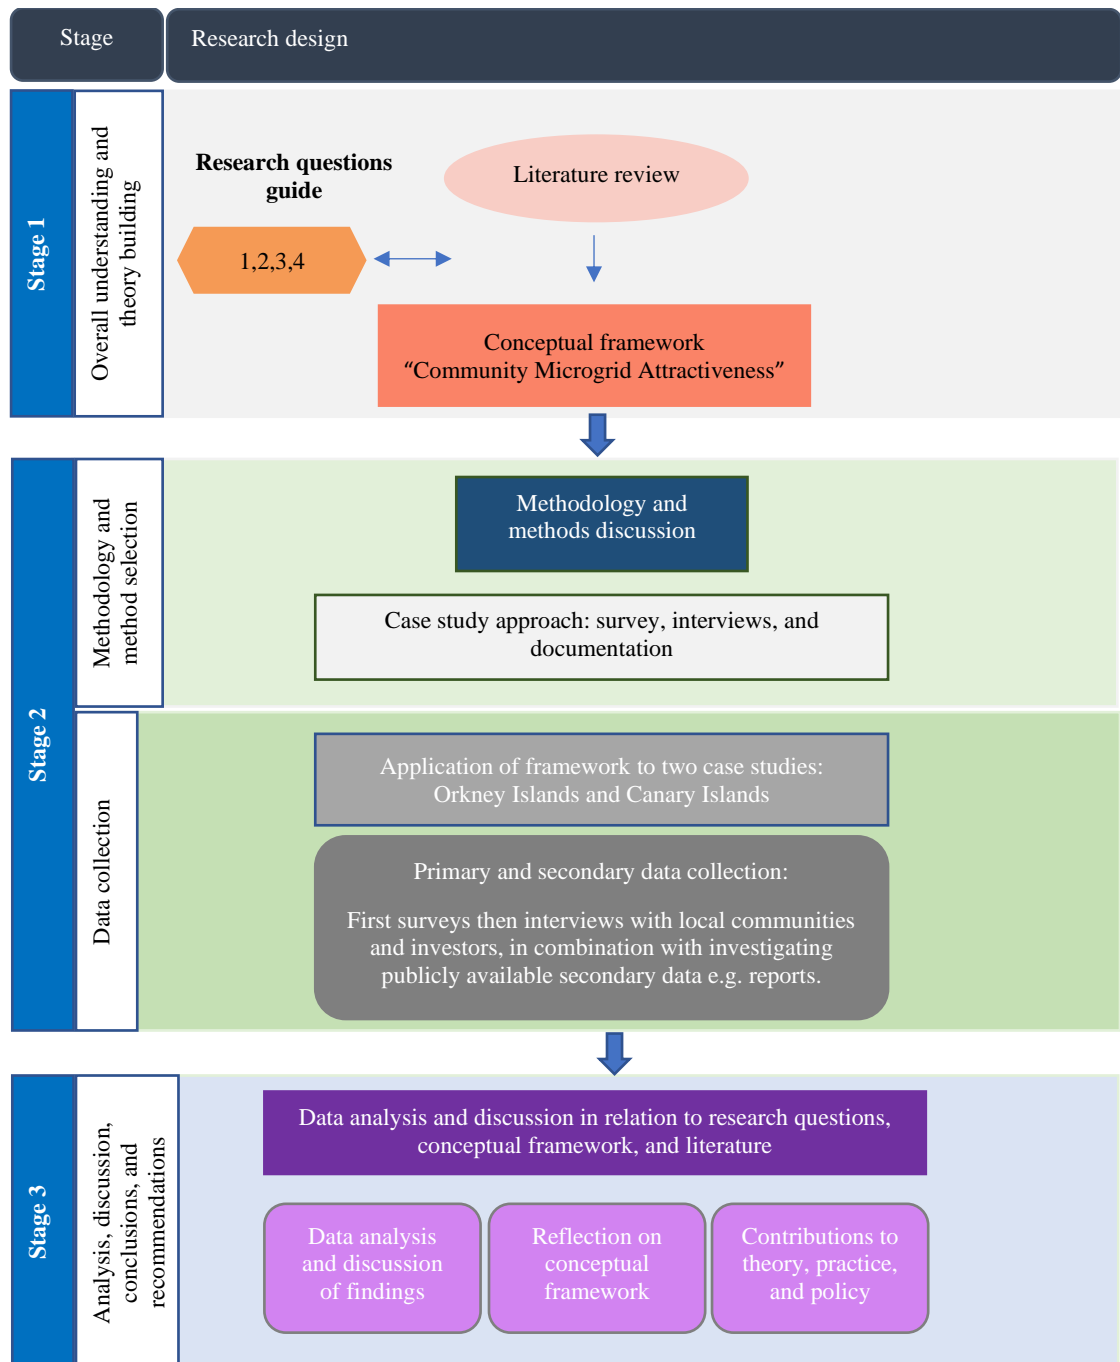 Stage
Research design
Stage 1
Overall understanding and
theory building
Research questions
guide
1,2,3,4
Literature review
Conceptual framework
“Community Microgrid Attractiveness”
Stage 2
Methodology and
method selection
Methodology and
methods discussion
Case study approach: survey, interviews, and
documentation
Data collection
Application of framework to two case studies:
Orkney Islands and Canary Islands
Primary and secondary data collection:
First surveys then interviews with local communities
and investors, in combination with investigating
publicly available secondary data e.g. reports.
Stage 3
Analysis, discussion,
conclusions, and
recommendations
Data analysis and discussion in relation to research questions,
conceptual framework, and literature
Data analysis
and discussion
of findings
Reflection on
conceptual
framework
Contributions to
theory, practice,
and policy